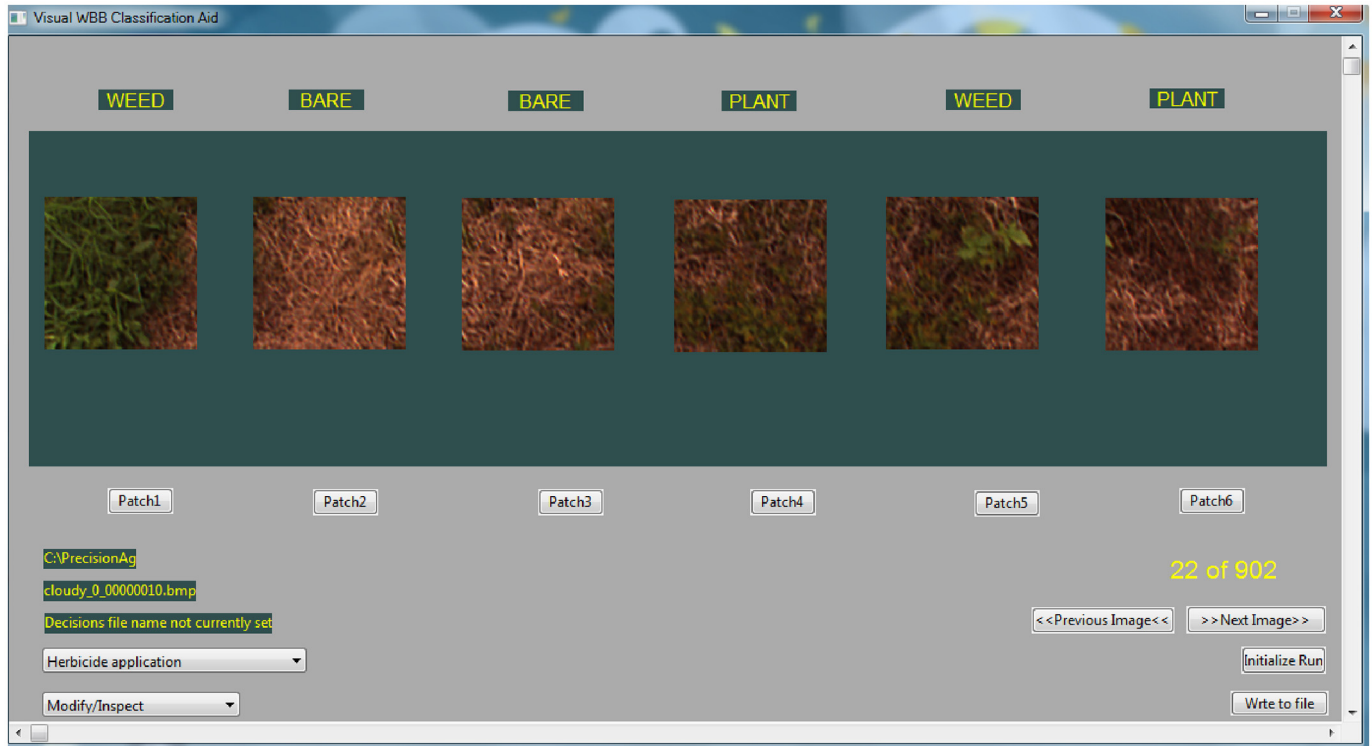 Visual WBB Classification Aid
WEED BARE BARE PLANT WEED PLANT
Patch1 Patch2 Patch3 Patch4 Patch5 Patch6
C:\PrecisionAg
22 of 902
cloudy_0_00000010.bmp
Decisions file name not currently set
<<Previous Image<< >>Next Image>>
Herbicide application
Initialize Run
Modify/Inspect
Wrte to file